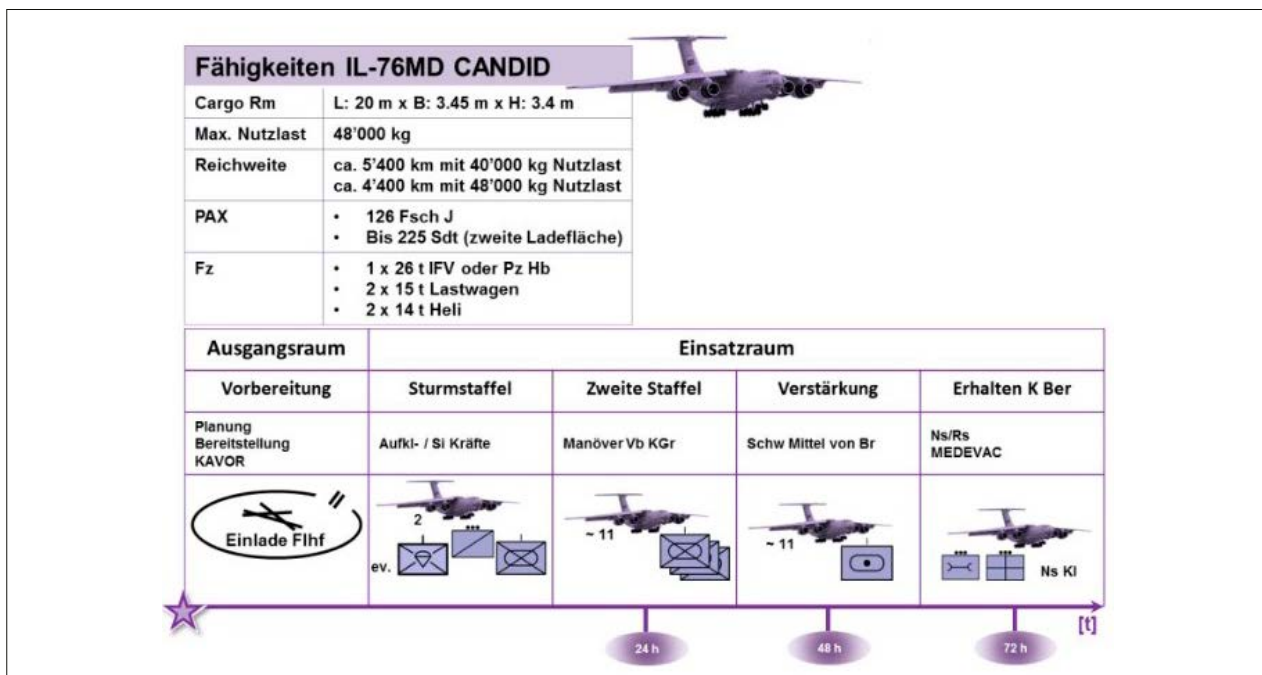 Fähigkeiten IL-76MD CANDID
Cargo Rm L: 20 m x B: 3.45 m x H: 3.4 m
Max. Nutzlast 48’000 kg
Reichweite ca. 5’400 km mit 40’000 kg Nutzlast
ca. 4’400 km mit 48’000 kg Nutzlast
PAX • 126 Fsch J
• Bis 225 Sdt (zweite Ladefläche)
Fz • 1 x 26 t IFV oder Pz Hb
• 2 x 15 t Lastwagen
• 2 x 14 t Heli
Ausgangsraum Einsatzraum
Vorbereitung Sturmstaffel Zweite Staffel Verstärkung Erhalten K Ber
Planung
Bereitstellung
KAVOR
Aufkl- / Si Kräfte
Manöver Vb KGr
Schw Mittel von Br
Ns/Rs
MEDEVAC
Einlade Flhf
2
ev.
~ 11
~ 11
Ns Kl
[t]
24 h 48 h 72 h